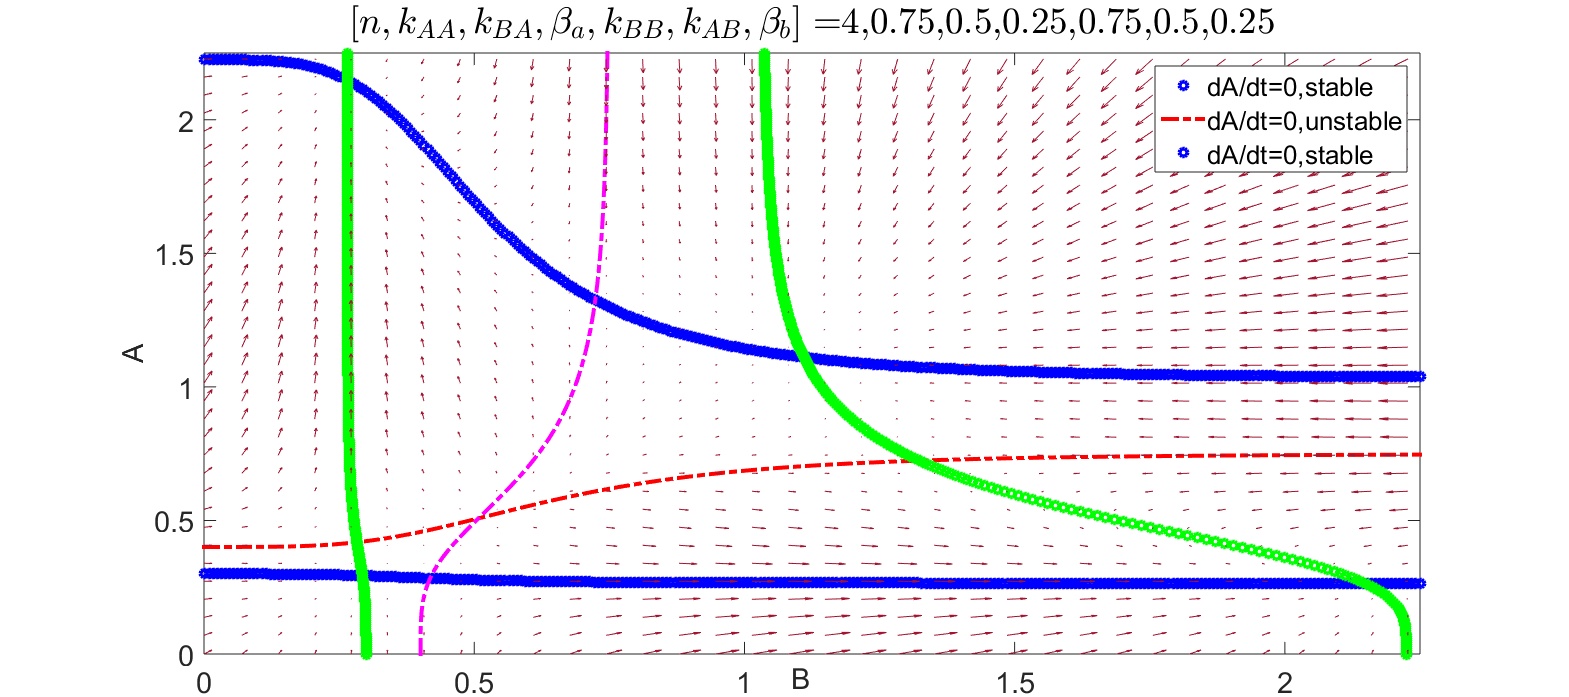 [n, k_AA, k_BA, β_a, k_BB, k_AB, β_b] =4,0.75,0.5,0.25,0.75,0.5,0.25
dA/dt=0,stable
dA/dt=0,unstable
dA/dt=0,stable
2
1.5
1
0.5
0
A
0 0.5 1 1.5 2
B